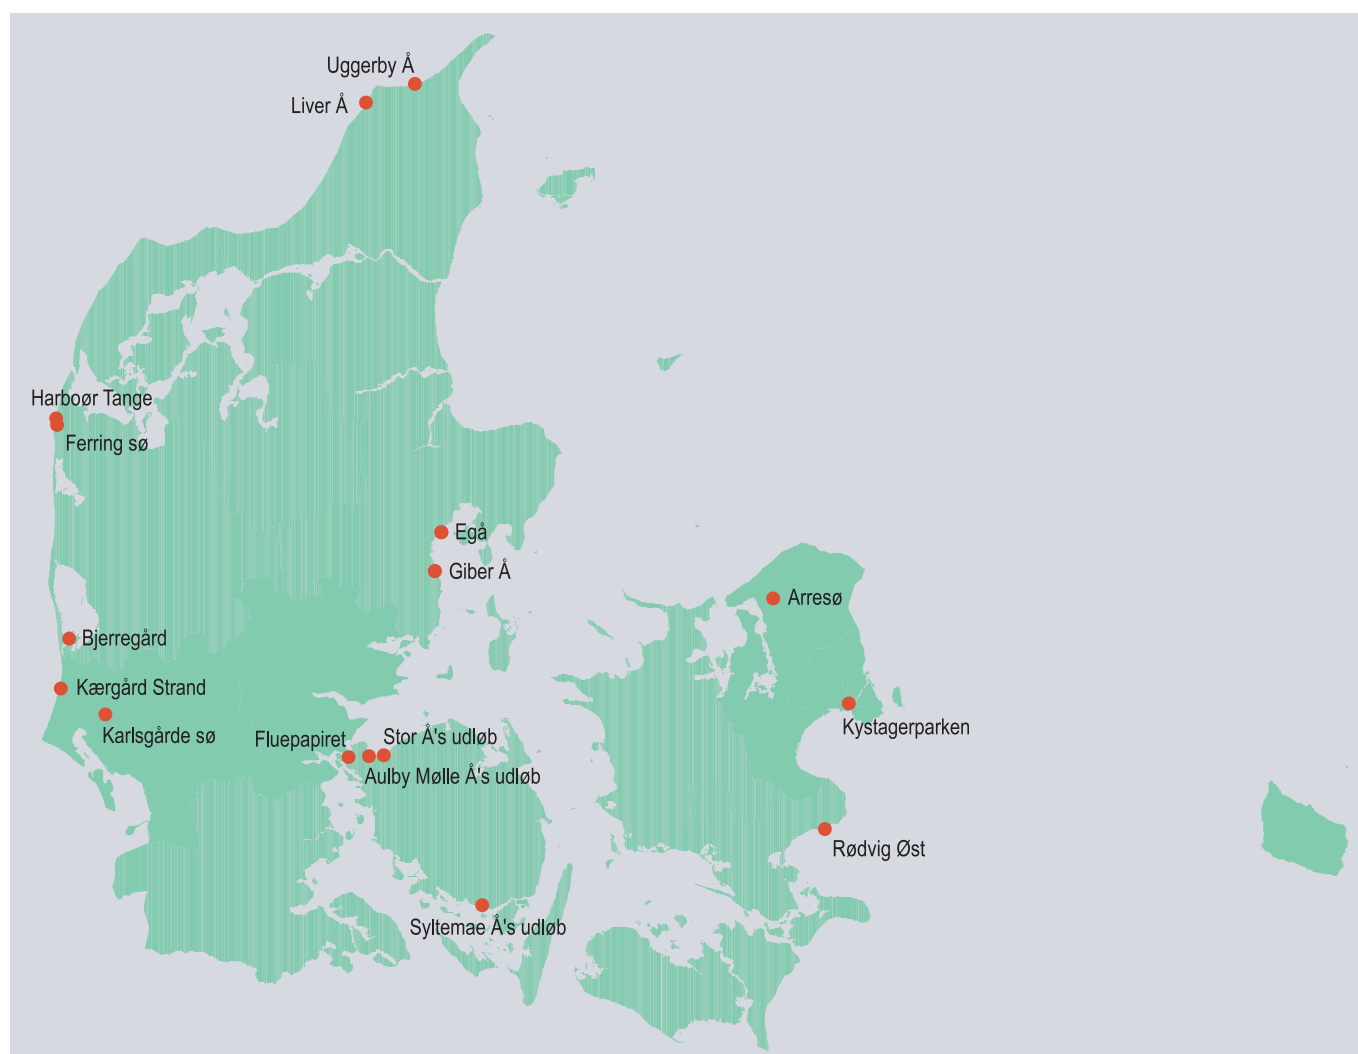 Uggerby Å
Liver Å
Harboør Tange
Ferring sø
Egå
Giber Å
Arresø
Bjerregård
Kærgård Strand
Karlsgårde sø
Kystagerparken
Fluepapiret
Stor Å's udløb
Aulby Mølle Å's udløb
Rødvig Øst
Syltemae Å's udløb